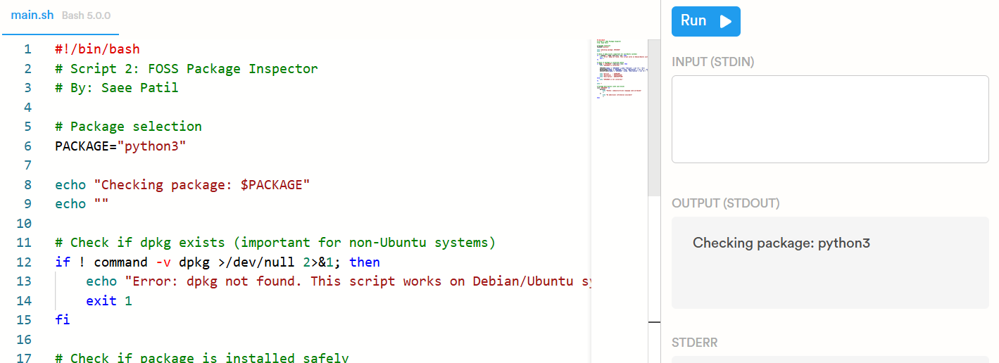 main.sh Bash 5.0.0
1 #!/bin/bash
2 # Script 2: FOSS Package Inspector
3 # By: Saee Patil
4
5 # Package selection
6 PACKAGE="python3"
7
8 echo "Checking package: $PACKAGE"
9 echo ""
10
11 # Check if dpkg exists (important for non-Ubuntu systems)
12 if ! command -v dpkg >/dev/null 2>&1; then
13 echo "Error: dpkg not found. This script works on Debian/Ubuntu sy
14 exit 1
15 fi
16
17 # Check if package is installed safely
Run
INPUT (STDIN)
OUTPUT (STDOUT)
Checking package: python3
STDERR